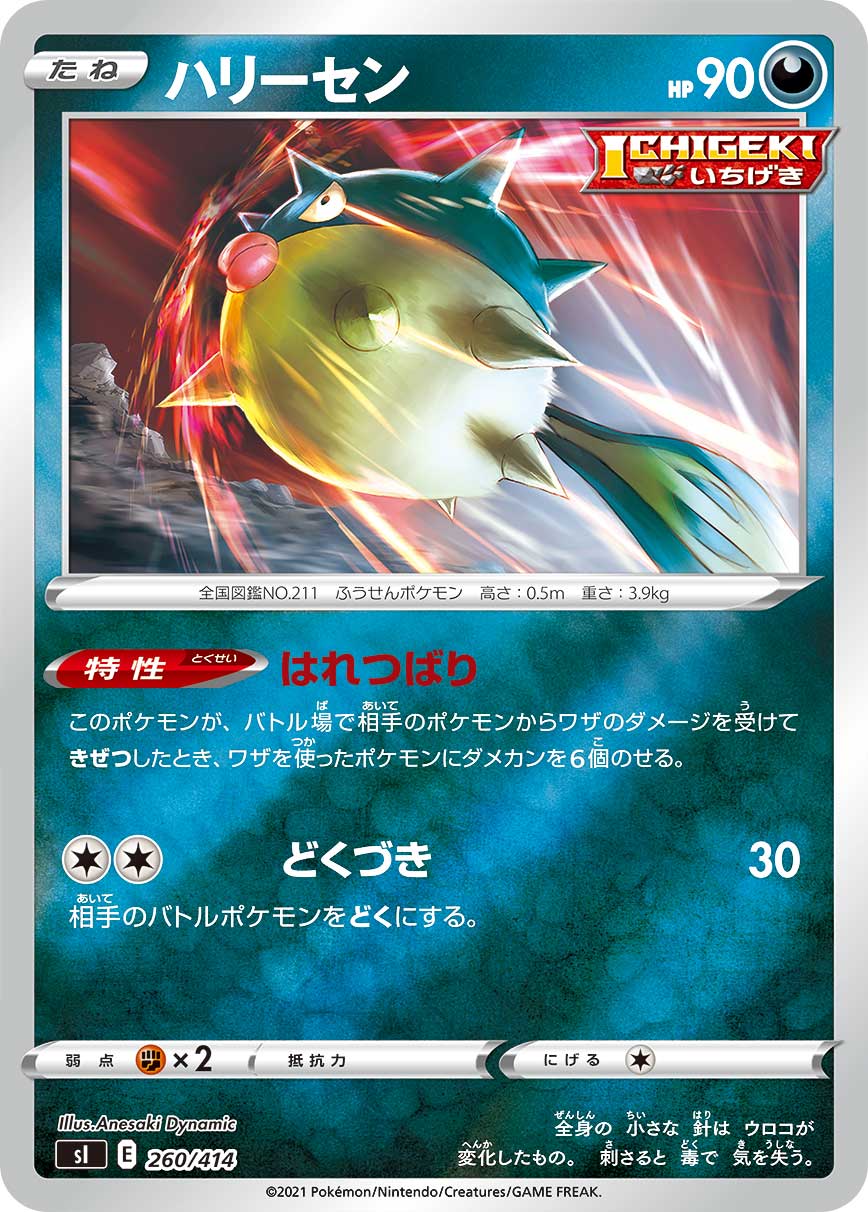 たね ハリーセン HP90
ICHIGEKI
いちげき
全国図鑑NO.211 ふうせんポケモン 高さ:0.5m 重さ:3.9kg
特性 とくせい はれつばり
このポケモンが、バトル場で相手のポケモンからワザのダメージを受けて
きぜつしたとき、ワザを使ったポケモンにダメカンを6個のせる。
どくづき 30
相手のバトルポケモンをどくにする。
弱点 ×2 抵抗力 にげる
Illus.Anesaki Dynamic
全身の 小さな 針は ウロコが
変化したもの。刺さると 毒で 気を失う。
sI E 260/414
©2021 Pokémon/Nintendo/Creatures/GAME FREAK.